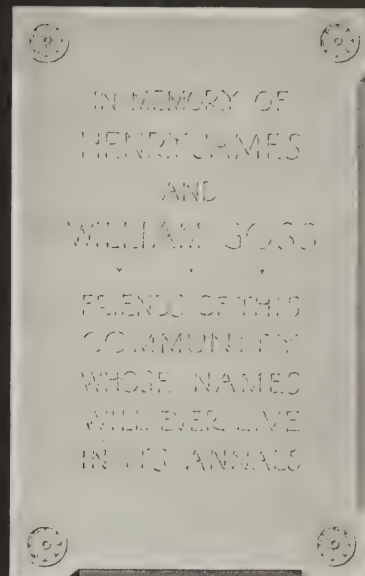 IN MEMORY OF
HENRY JAMES
AND
WILLIAM GOSS
FRIENDS OF THIS
COMMUNITY
WHOSE NAMES
WILL EVER LIVE
IN ITS ANNALS